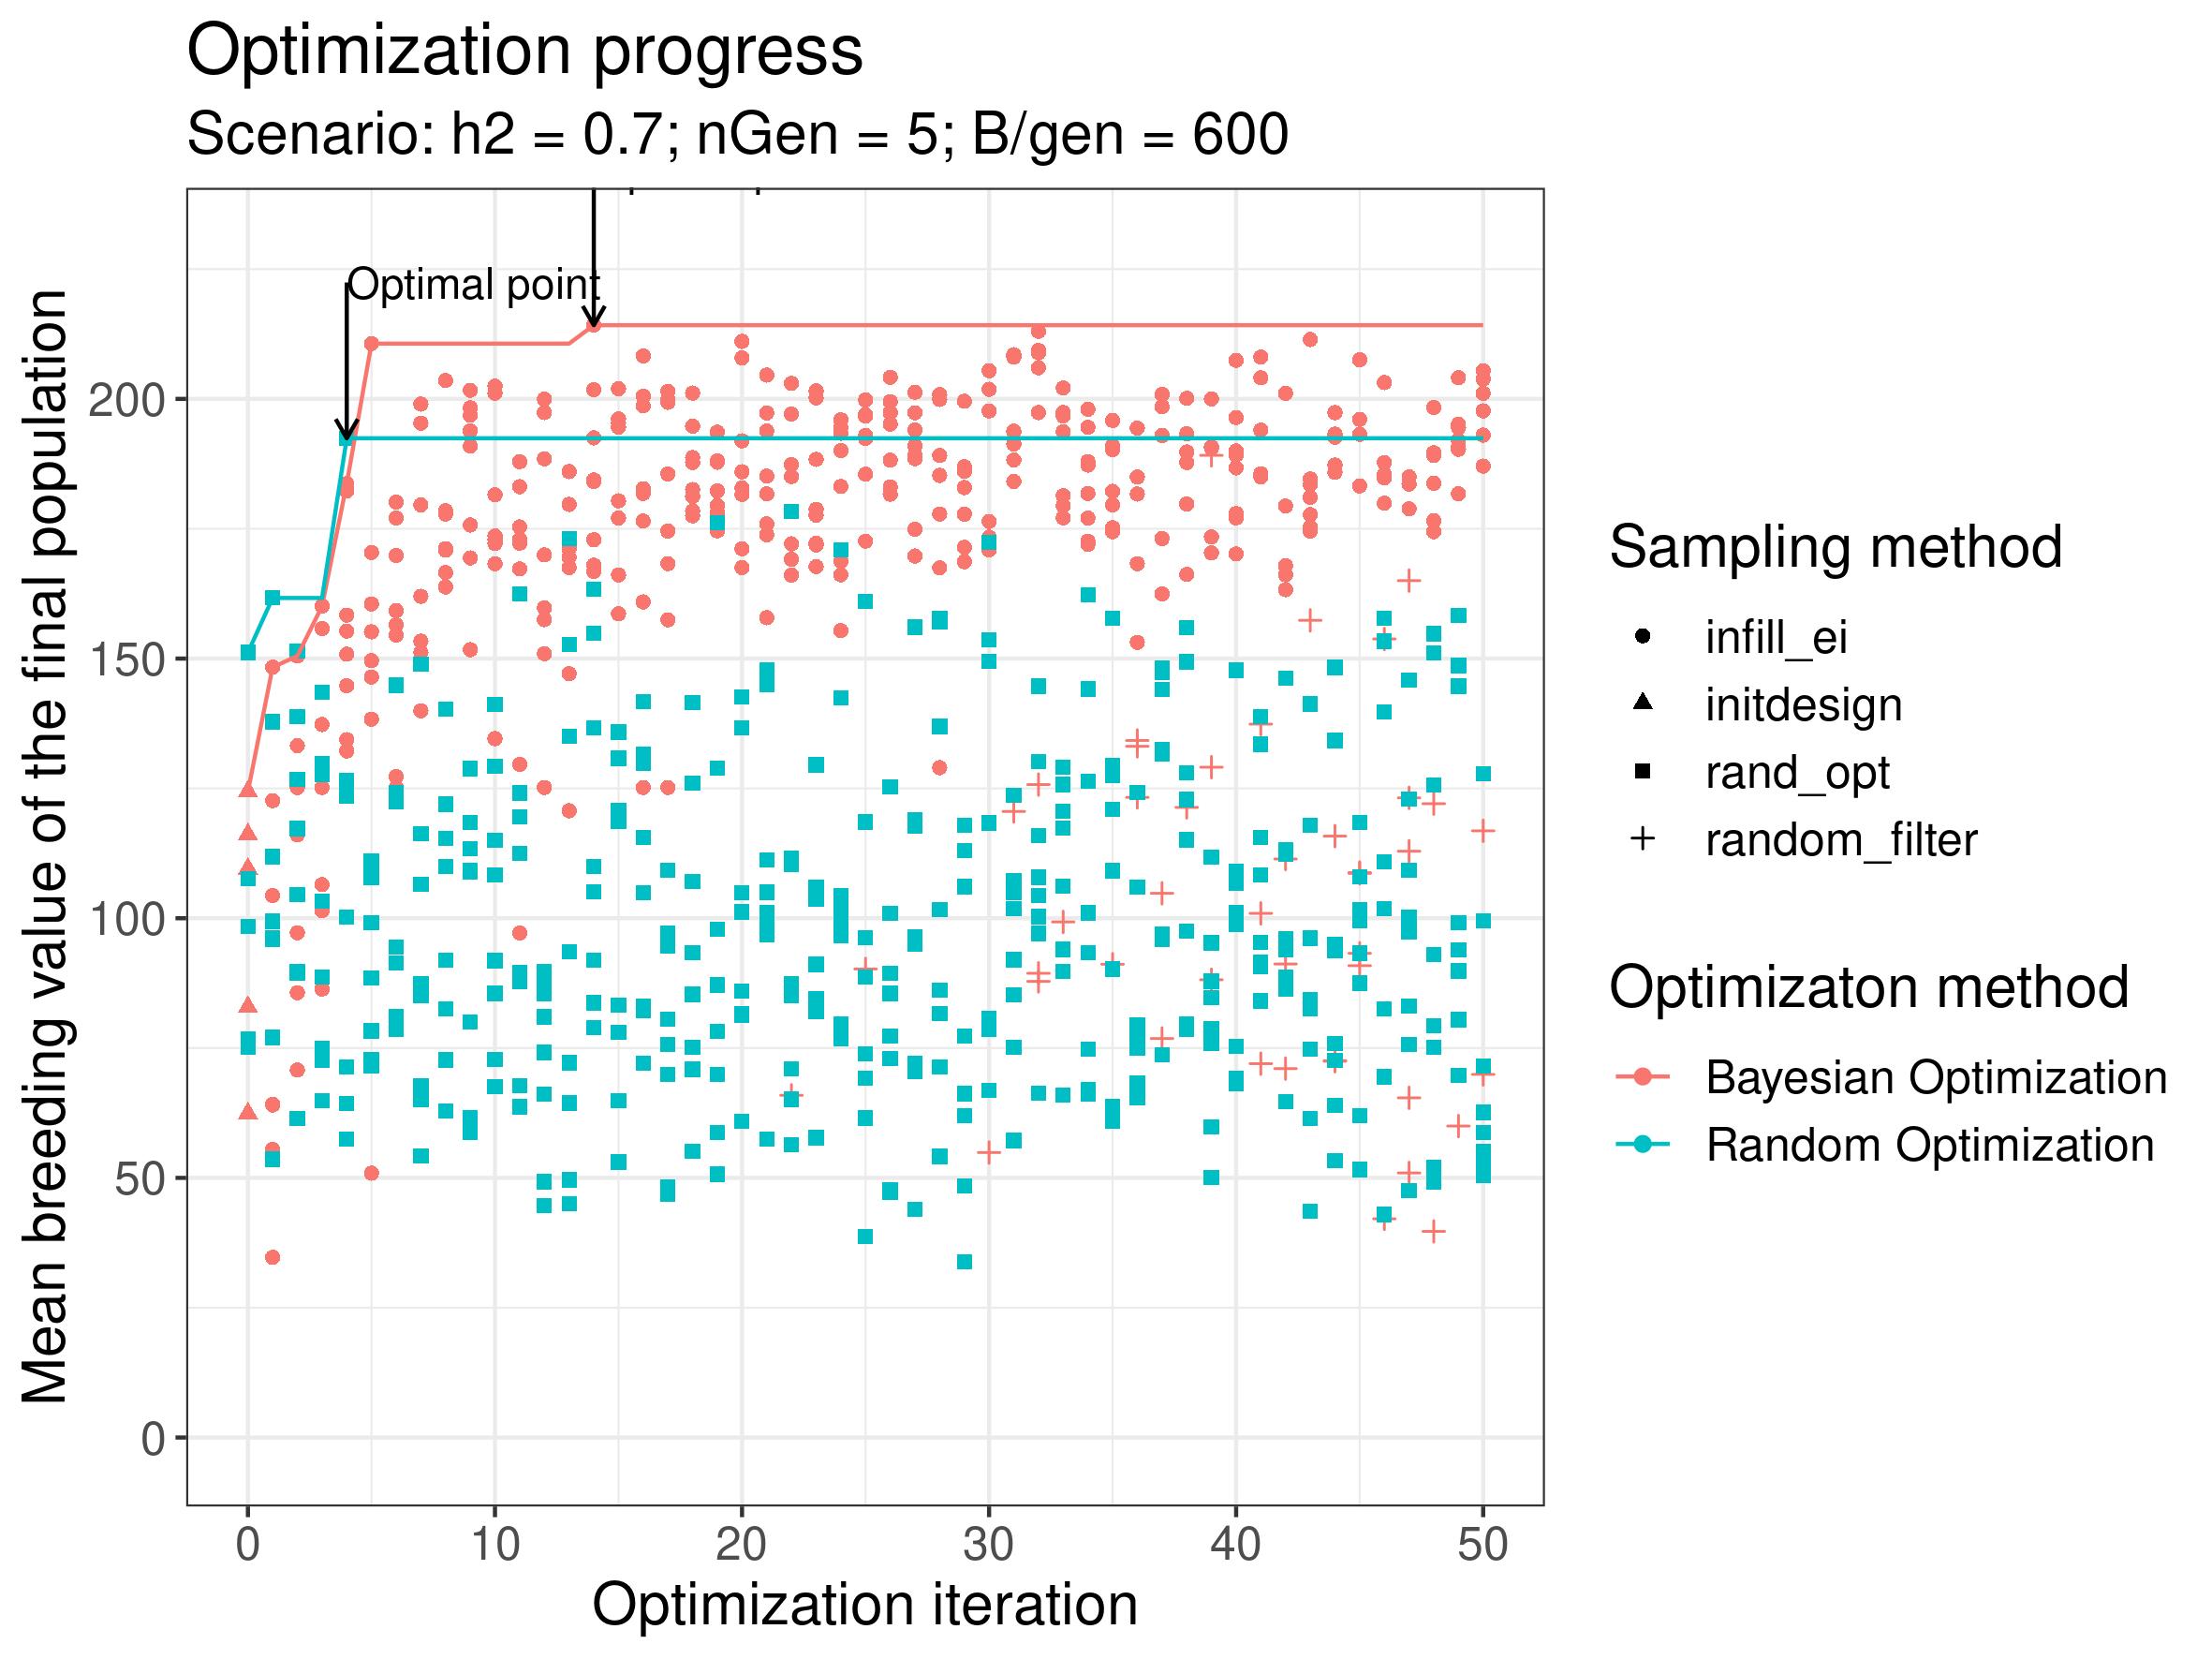 Optimization progress
Scenario: h2 = 0.7; nGen = 5; B/gen = 600
Mean breeding value of the final population
200
150
100
50
0
Optimal point
0 10 20 30 40 50
Optimization iteration
Sampling method
infill_ei
initdesign
rand_opt
random_filter
Optimizaton method
Bayesian Optimization
Random Optimization